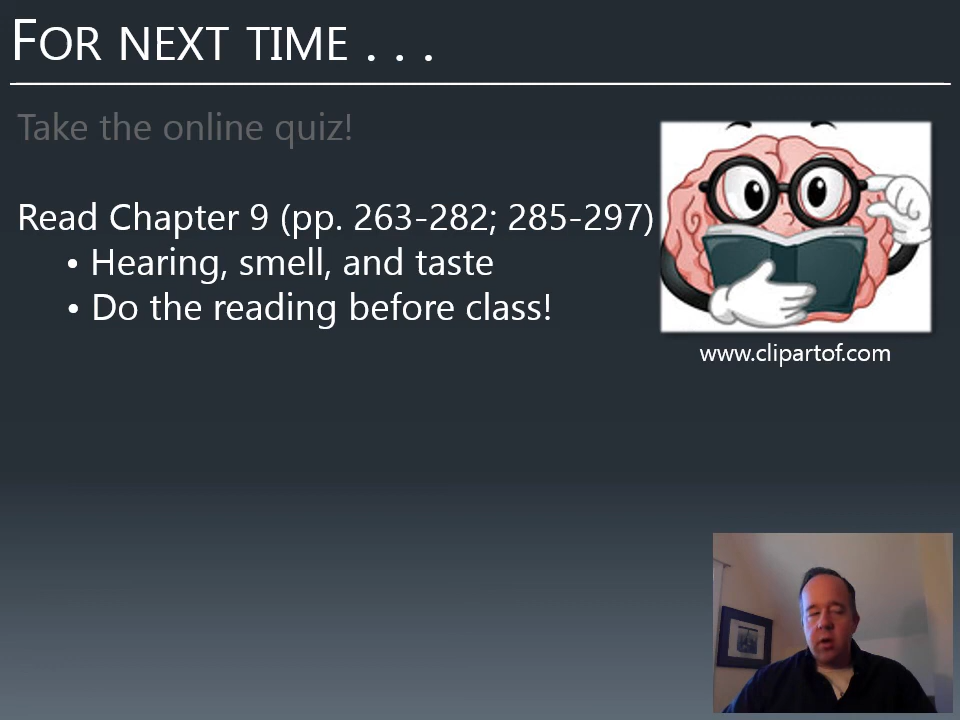 FOR NEXT TIME . . .
Take the online quiz!
Read Chapter 9 (pp. 263-282; 285-297)
• Hearing, smell, and taste
• Do the reading before class!
www.clipartof.com